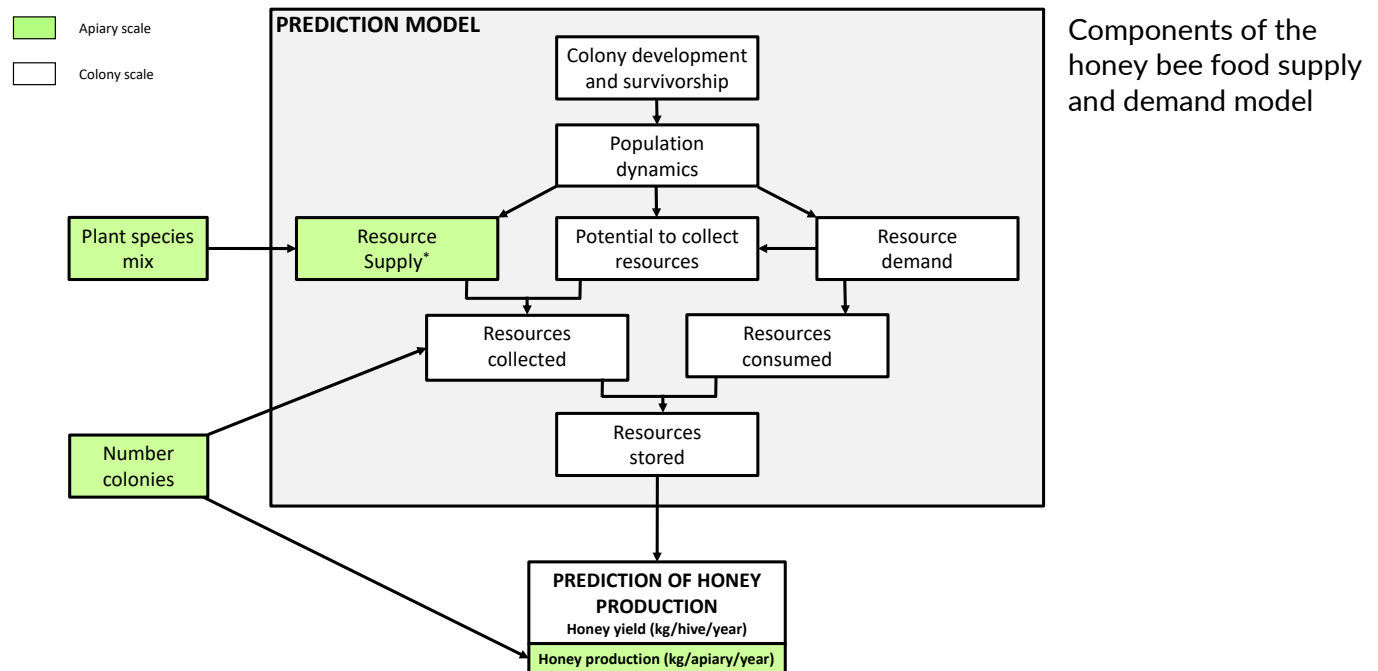 Apiary scale
Colony scale
PREDICTION MODEL
Components of the
honey bee food supply
and demand model
Colony development
and survivorship
Population
dynamics
Plant species
mix
Resource
Supply*
Potential to collect
resources
Resource
demand
Resources
collected
Resources
consumed
Number
colonies
Resources
stored
PREDICTION OF HONEY
PRODUCTION
Honey yield (kg/hive/year)
Honey production (kg/apiary/year)